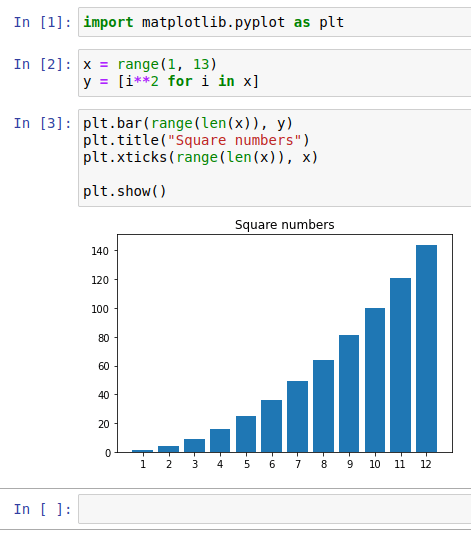 In [1]: import matplotlib.pyplot as plt
In [2]: x = range(1, 13)
y = [i**2 for i in x]
In [3]: plt.bar(range(len(x)), y)
plt.title("Square numbers")
plt.xticks(range(len(x)), x)
plt.show()
Square numbers
140
120
100
80
60
40
20
0
1 2 3 4 5 6 7 8 9 10 11 12
In [ ]: